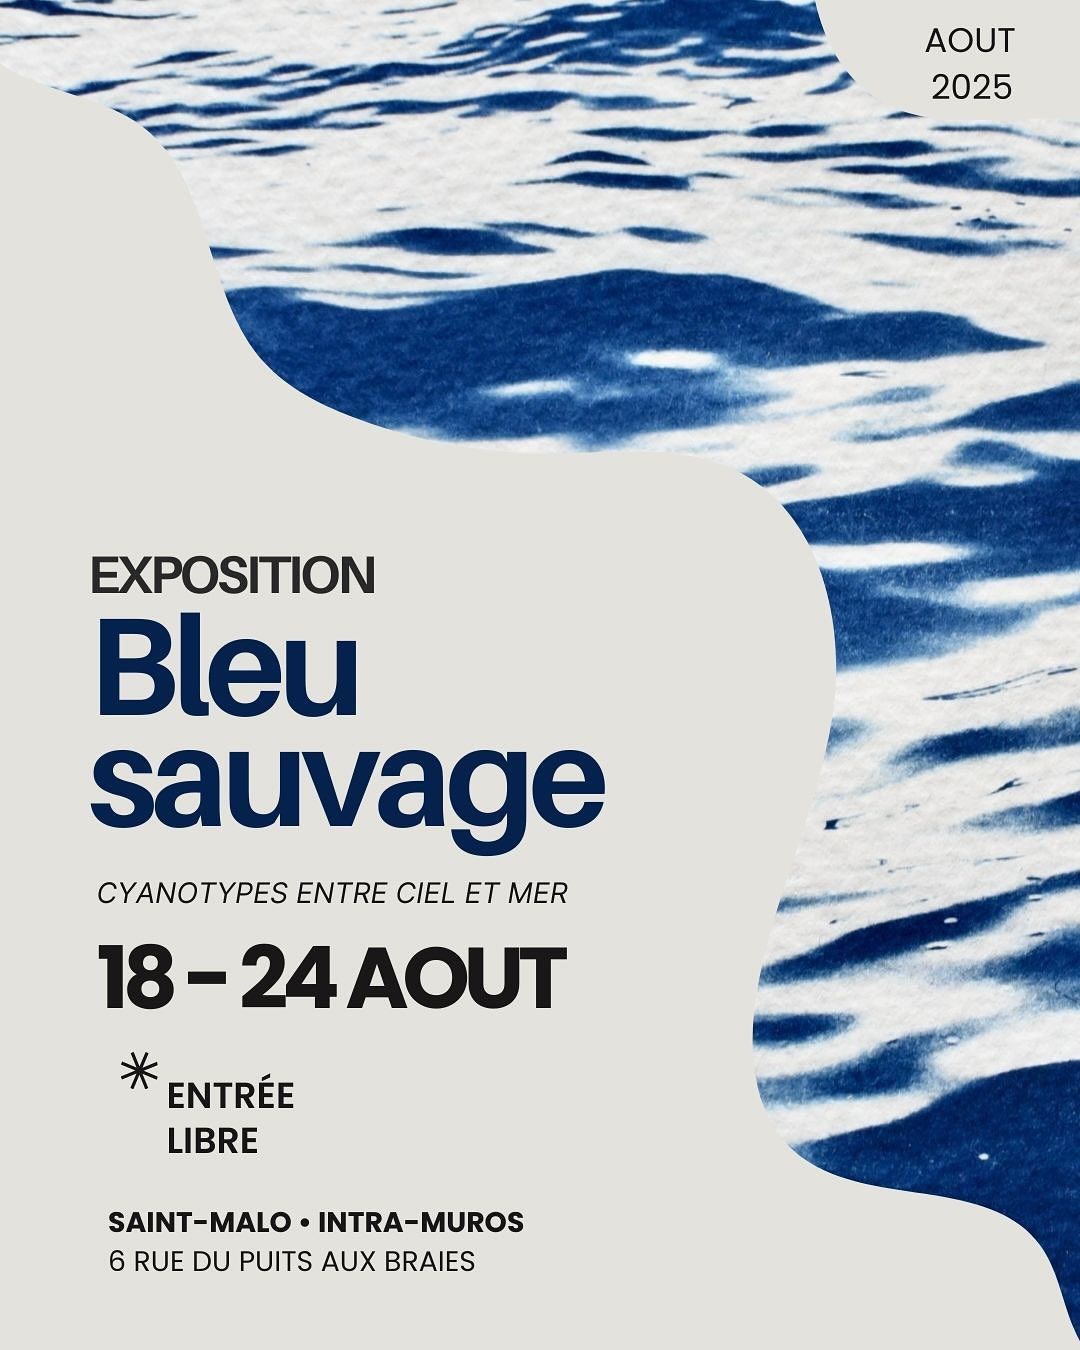 AOUT
2025
EXPOSITION
Bleu
sauvage
CYANOTYPES ENTRE CIEL ET MER
18 – 24 AOUT
ENTRÉE
LIBRE
SAINT-MALO • INTRA-MUROS
6 RUE DU PUITS AUX BRAIES